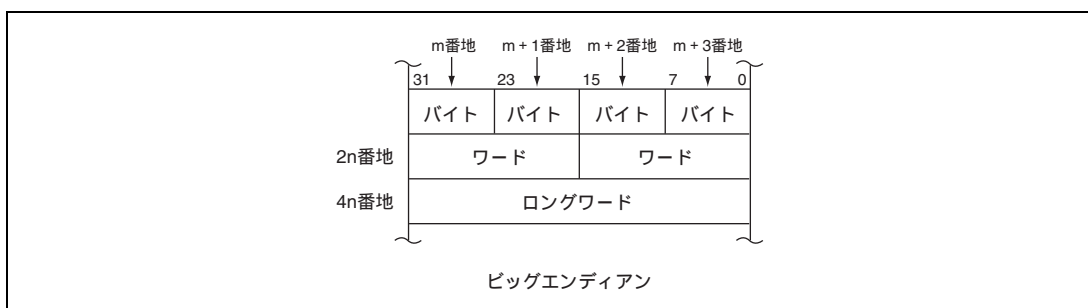 m番地 m + 1番地 m + 2番地 m + 3番地
31 23 15 7 0
バイト バイト バイト バイト
2n番地 ワード ワード
4n番地 ロングワード
ビッグエンディアン